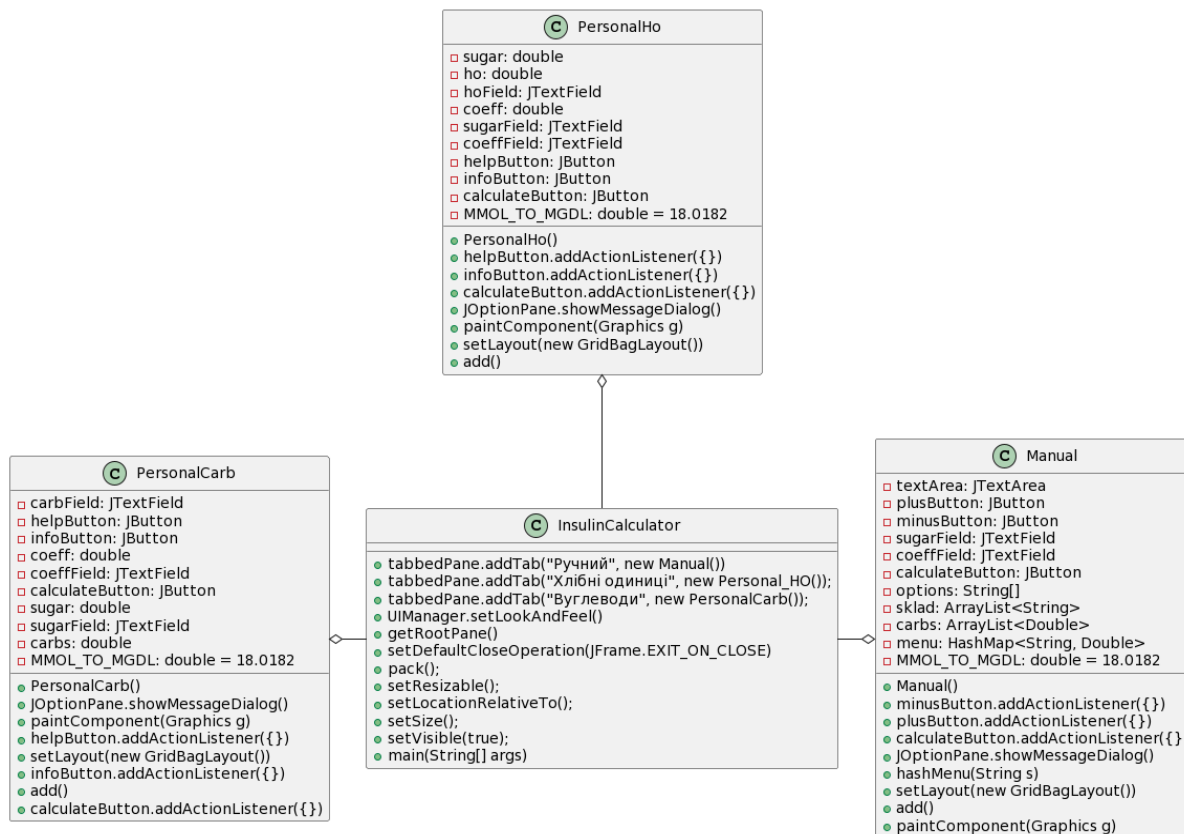 C PersonalHo
sugar: double
ho: double
hoField: JTextField
coeff: double
sugarField: JTextField
coeffField: JTextField
helpButton: JButton
infoButton: JButton
calculateButton: JButton
MMOL_TO_MGDL: double = 18.0182
PersonalHo()
helpButton.addActionListener({})
infoButton.addActionListener({})
calculateButton.addActionListener({})
JOptionPane.showMessageDialog()
paintComponent(Graphics g)
setLayout(new GridBagLayout())
add()
C PersonalCarb
carbField: JTextField
helpButton: JButton
infoButton: JButton
coeff: double
coeffField: JTextField
calculateButton: JButton
sugar: double
sugarField: JTextField
carbs: double
MMOL_TO_MGDL: double = 18.0182
PersonalCarb()
JOptionPane.showMessageDialog()
paintComponent(Graphics g)
helpButton.addActionListener({})
setLayout(new GridBagLayout())
infoButton.addActionListener({})
add()
calculateButton.addActionListener({})
C InsulinCalculator
tabbedPane.addTab("Ручний", new Manual())
tabbedPane.addTab("Хлібні одиниці", new Personal_HO());
tabbedPane.addTab("Вуглеводи", new PersonalCarb());
UIManager.setLookAndFeel()
getRootPane()
setDefaultCloseOperation(JFrame.EXIT_ON_CLOSE)
pack();
setResizable();
setLocationRelativeTo();
setSize();
setVisible(true);
main(String[] args)
C Manual
textArea: JTextArea
plusButton: JButton
minusButton: JButton
sugarField: JTextField
coeffField: JTextField
calculateButton: JButton
options: String[]
sklad: ArrayList<String>
carbs: ArrayList<Double>
menu: HashMap<String, Double>
MMOL_TO_MGDL: double = 18.0182
Manual()
minusButton.addActionListener({})
plusButton.addActionListener({})
calculateButton.addActionListener({}
JOptionPane.showMessageDialog()
hashMenu(String s)
setLayout(new GridBagLayout())
add()
paintComponent(Graphics g)